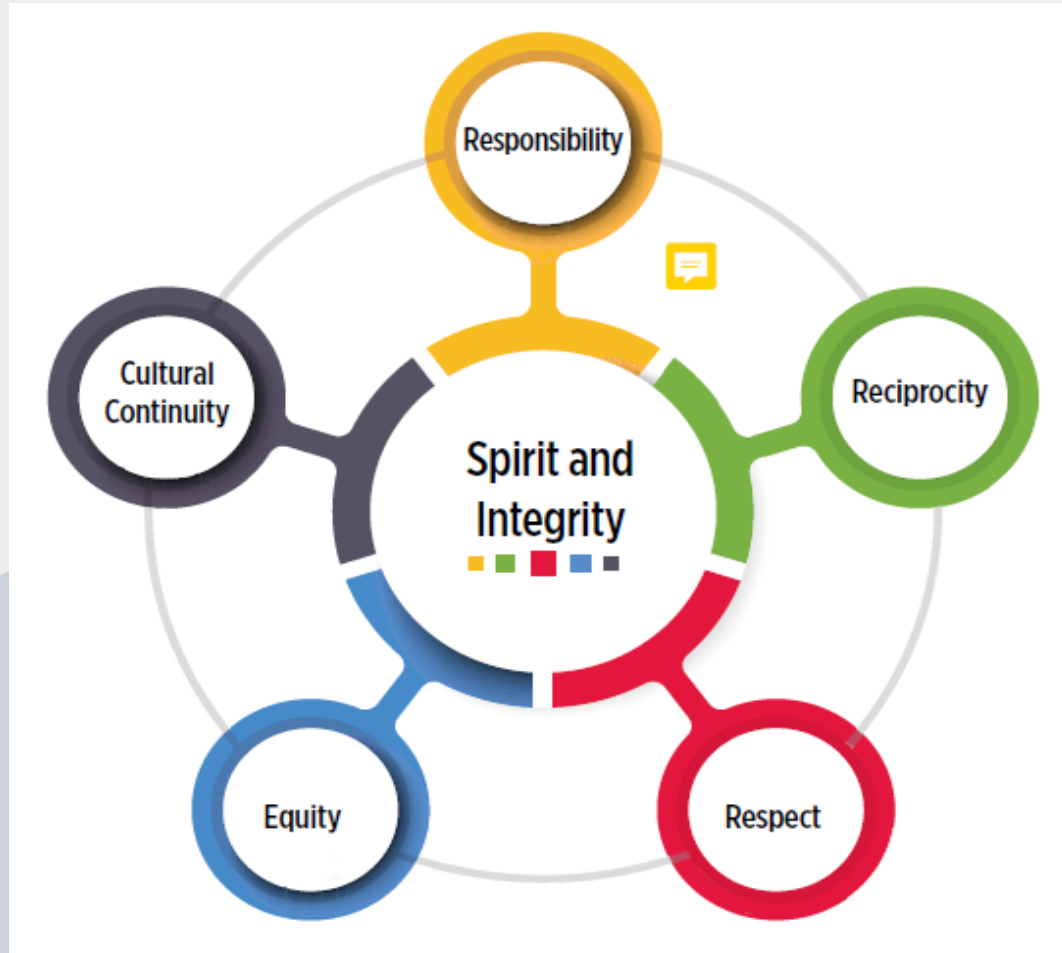 Responsibility
Reciprocity
Cultural
Continuity
Spirit and
Integrity
Equity
Respect